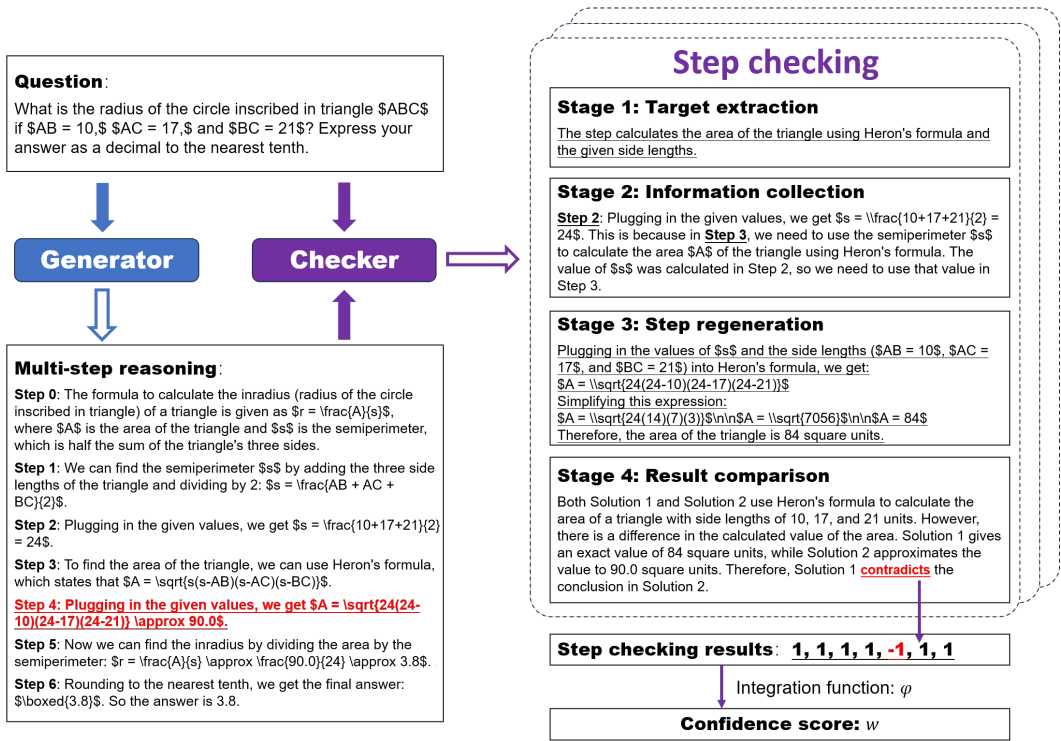 Question:
What is the radius of the circle inscribed in triangle $ABC$
if $AB = 10,$ $AC = 17,$ and $BC = 21$? Express your
answer as a decimal to the nearest tenth.
Generator
Checker
Multi-step reasoning:
Step 0: The formula to calculate the inradius (radius of the circle
inscribed in triangle) of a triangle is given as $r = \frac{A}{s}$,
where $A$ is the area of the triangle and $s$ is the semiperimeter,
which is half the sum of the triangle's three sides.
Step 1: We can find the semiperimeter $s$ by adding the three side
lengths of the triangle and dividing by 2: $s = \frac{AB + AC +
BC}{2}$.
Step 2: Plugging in the given values, we get $s = \frac{10+17+21}{2}
= 24$.
Step 3: To find the area of the triangle, we can use Heron's formula,
which states that $A = \sqrt{s(s-AB)(s-AC)(s-BC)}$.
Step 4: Plugging in the given values, we get $A = \sqrt{24(24-
10)(24-17)(24-21)} \approx 90.0$.
Step 5: Now we can find the inradius by dividing the area by the
semiperimeter: $r = \frac{A}{s} \approx \frac{90.0}{24} \approx 3.8$.
Step 6: Rounding to the nearest tenth, we get the final answer:
$\boxed{3.8}$. So the answer is 3.8.
Step checking
Stage 1: Target extraction
The step calculates the area of the triangle using Heron's formula and
the given side lengths.
Stage 2: Information collection
Step 2: Plugging in the given values, we get $s = \\frac{10+17+21}{2} =
24$. This is because in Step 3, we need to use the semiperimeter $s$
to calculate the area $A$ of the triangle using Heron's formula. The
value of $s$ was calculated in Step 2, so we need to use that value in
Step 3.
Stage 3: Step regeneration
Plugging in the values of $s$ and the side lengths ($AB = 10$, $AC =
17$, and $BC = 21$) into Heron's formula, we get:
$A = \\sqrt{24(24-10)(24-17)(24-21)}$
Simplifying this expression:
$A = \\sqrt{24(14)(7)(3)}$\n\n$A = \\sqrt{7056}$\n\n$A = 84$
Therefore, the area of the triangle is 84 square units.
Stage 4: Result comparison
Both Solution 1 and Solution 2 use Heron's formula to calculate the
area of a triangle with side lengths of 10, 17, and 21 units. However,
there is a difference in the calculated value of the area. Solution 1 gives
an exact value of 84 square units, while Solution 2 approximates the
value to 90.0 square units. Therefore, Solution 1 contradicts the
conclusion in Solution 2.
Step checking results: 1, 1, 1, 1, -1, 1, 1
Integration function: φ
Confidence score: w